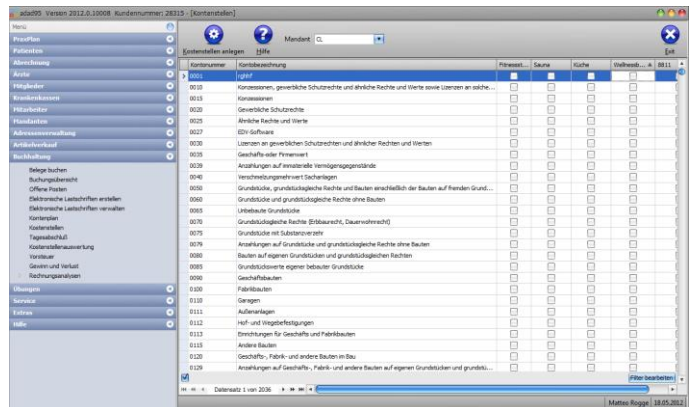 adad95 Version 2012.0.10008 Kundennummer: 28315 - [Kontenstellen]
Menü
PraxPlan
Patienten
Abrechnung
Ärzte
Mitglieder
Krankenkassen
Mitarbeiter
Mandanten
Adressenverwaltung
Artikelverkauf
Buchhaltung
Belege buchen
Buchungsübersicht
Offene Posten
Elektronische Lastschriften erstellen
Elektronische Lastschriften verwalten
Kontenplan
Kostenstellen
Tagesabschluß
Kostenstellenauswertung
Vorsteuer
Gewinn und Verlust
Rechnungsanalysen
Übungen
Service
Extras
Hilfe
Kostenstellen anlegen
Hilfe
Mandant CL
Exit
Kontonummer Kontobezeichnung Fitnessst... Sauna Küche Wellnessb... BB11
0001 rghhf
0010 Konzessionen, gewerbliche Schutzrechte und ähnliche Rechte und Werte sowie Lizenzen an solche...
0015 Konzessionen
0020 Gewerbliche Schutzrechte
0025 Ähnliche Rechte und Werte
0027 EDV-Software
0030 Lizenzen an gewerblichen Schutzrechten und ähnlicher Rechten und Werten
0035 Geschäfts-oder Firmenwert
0039 Anzahlungen auf immaterielle Vermögensgegenstände
0040 Verschmelzungsmehrwert Sachanlagen
0050 Grundstücke, grundstücksgleiche Rechte und Bauten einschließlich der Bauten auf fremden Grund...
0060 Grundstücke und grundstücksgleiche Rechte ohne Bauten
0065 Unbebaute Grundstücke
0070 Grundstücksgleiche Rechte (Erbbaurecht, Dauerwohnrecht)
0075 Grundstücke mit Substanzverzehr
0079 Anzahlungen auf Grundstücke und grundstücksgleiche Rechte ohne Bauten
0080 Bauten auf eigenen Grundstücken und grundstücksgleichen Rechten
0085 Grundstückswerte eigener bebauter Grundstücke
0090 Geschäftsbauten
0100 Fabrikbauten
0110 Garagen
0111 Außenanlagen
0112 Hof- und Wegebefestigungen
0113 Einrichtungen für Geschäfts und Fabrikbauten
0115 Andere Bauten
0120 Geschäfts-, Fabrik- und andere Bauten im Bau
0129 Anzahlungen auf Geschäfts-, Fabrik- und andere Bauten auf eigenen Grundstücken und grundstü...
Filter bearbeiten
Datensatz 1 von 2036
Matteo Rogge 18.05.2012